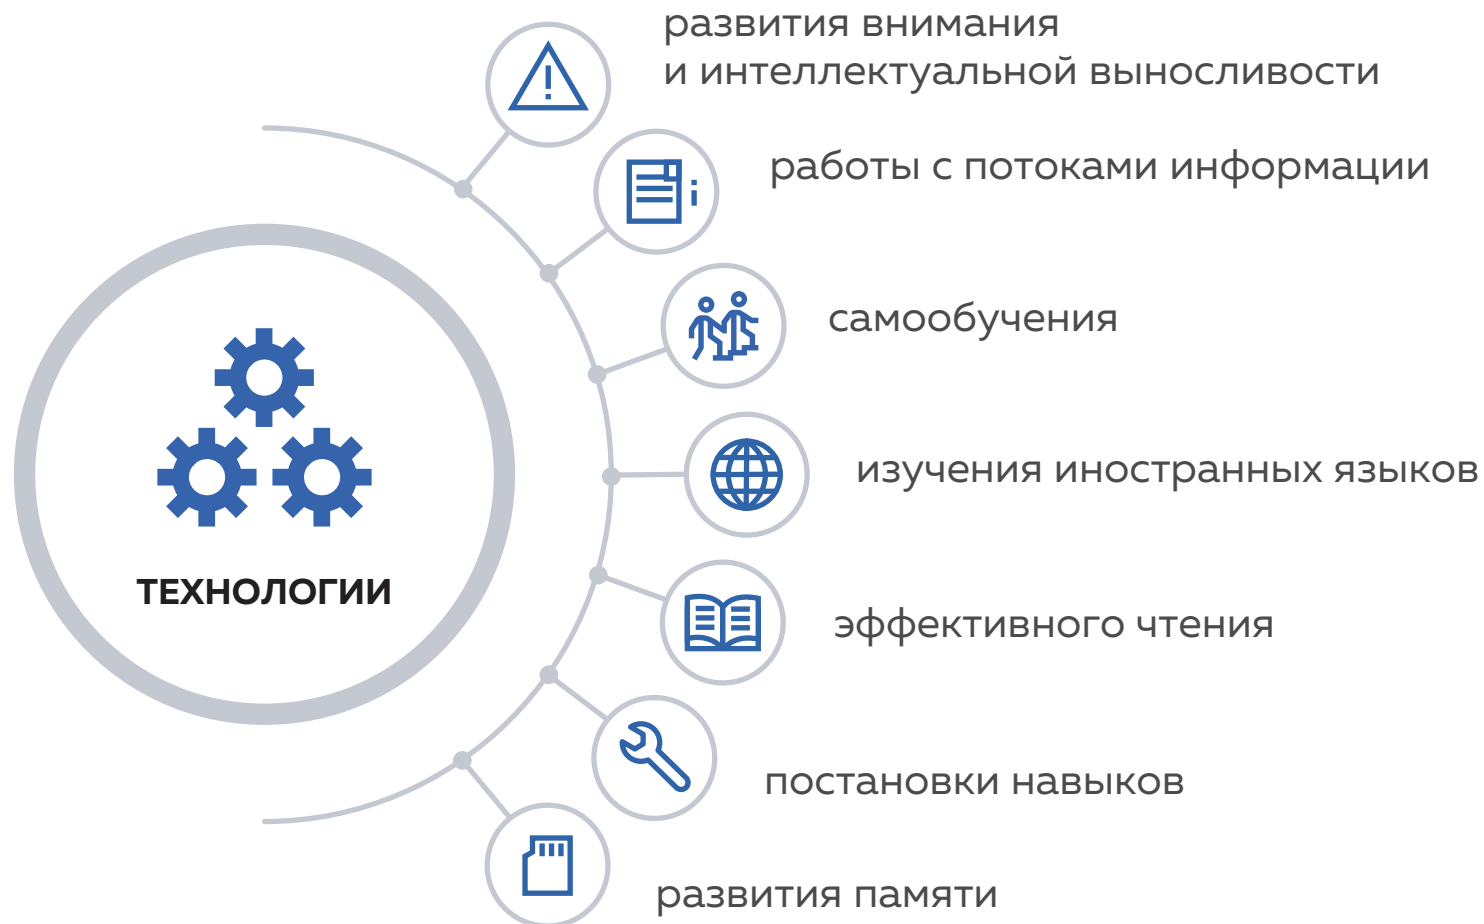 развития внимания
и интеллектуальной выносливости
работы с потоками информации
самообучения
изучения иностранных языков
ТЕХНОЛОГИИ
эффективного чтения
постановки навыков
развития памяти